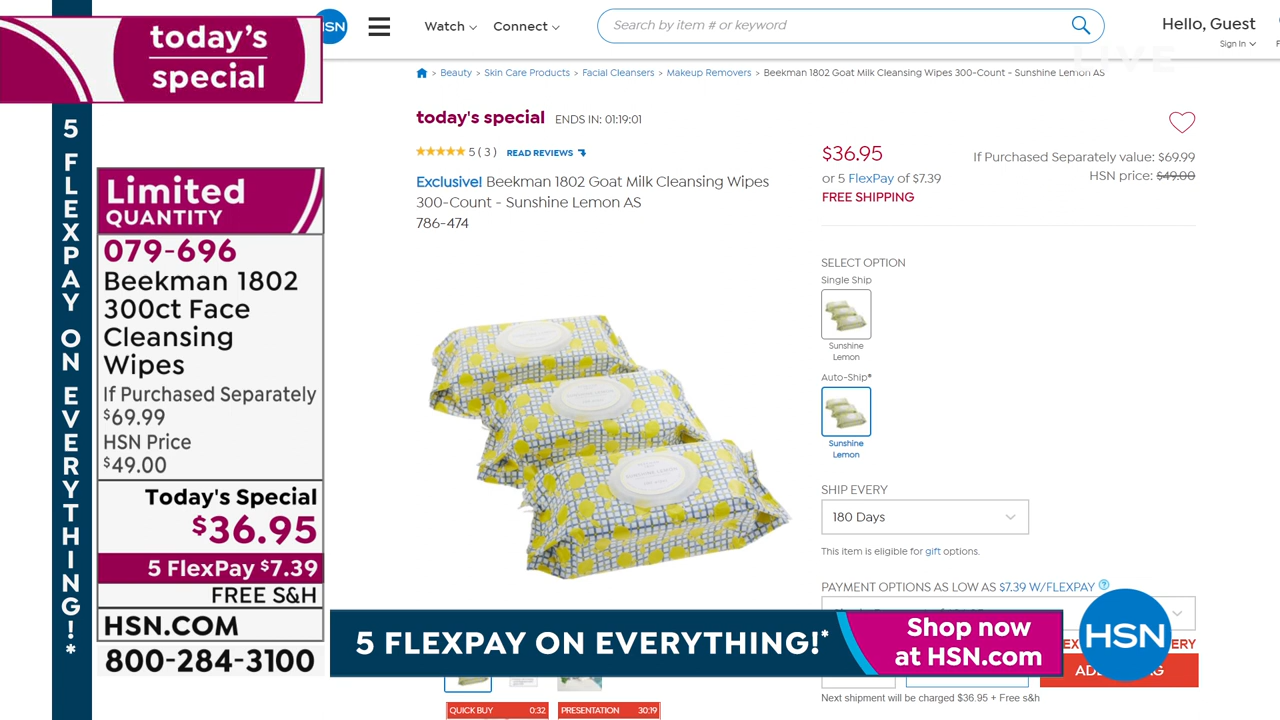 today's
special
5 FLEXPAY ON EVERYTHING!*
Limited
QUANTITY
079-696
Beekman 1802
300ct Face
Cleansing
Wipes
If Purchased Separately
$69.99
HSN Price
$49.00
Today's Special
$36.95
5 FlexPay $7.39
FREE S&H
HSN.COM
800-284-3100
HSN
Watch
Connect
Search by item # or keyword
Hello, Guest
Sign In
LIVE
Beauty > Skin Care Products > Facial Cleansers > Makeup Removers > Beekman 1802 Goat Milk Cleansing Wipes 300-Count - Sunshine Lemon AS
today's special ENDS IN: 01:19:01
5 ( 3 ) READ REVIEWS
Exclusive! Beekman 1802 Goat Milk Cleansing Wipes
300-Count - Sunshine Lemon AS
786-474
$36.95
or 5 FlexPay of $7.39
FREE SHIPPING
If Purchased Separately value: $69.99
HSN price: $49.00
SELECT OPTION
Single Ship
Sunshine
Lemon
Auto-Ship®
Sunshine
Lemon
SHIP EVERY
180 Days
This item is eligible for gift options.
PAYMENT OPTIONS AS LOW AS $7.39 W/FLEXPAY
5 FLEXPAY ON EVERYTHING!*
Shop now
at HSN.com
HSN
Next shipment will be charged $36.95 + Free s&h
QUICK BUY 0:32
PRESENTATION 30:19